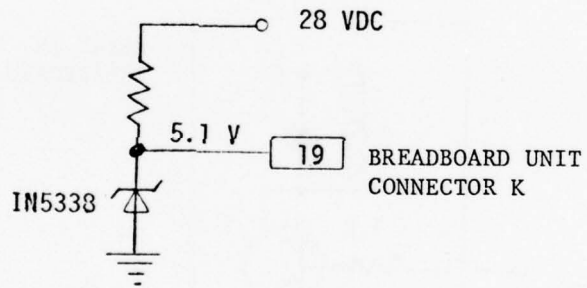 28 VDC
5.1 V
19
BREADBOARD UNIT
CONNECTOR K
IN5338